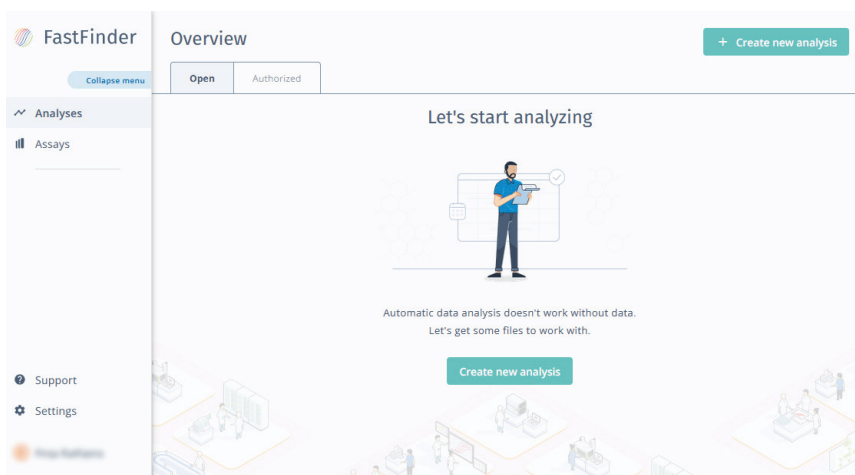 FastFinder
Collapse menu
Analyses
Assays
Support
Settings
Overview
+ Create new analysis
Open
Authorized
Let's start analyzing
Automatic data analysis doesn't work without data.
Let's get some files to work with.
Create new analysis